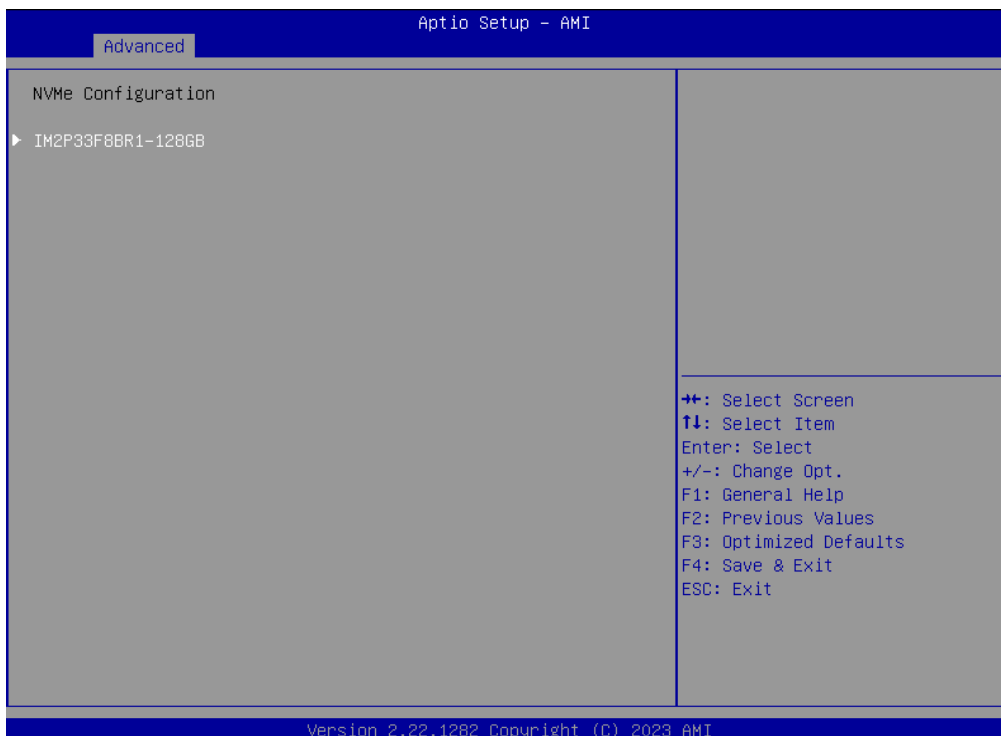 Aptio Setup – AMI
Advanced
NVMe Configuration
▶ IM2P33F8BR1-128GB
→←: Select Screen
↑↓: Select Item
Enter: Select
+/-: Change Opt.
F1: General Help
F2: Previous Values
F3: Optimized Defaults
F4: Save & Exit
ESC: Exit
Version 2.22.1282 Copyright (C) 2023 AMI